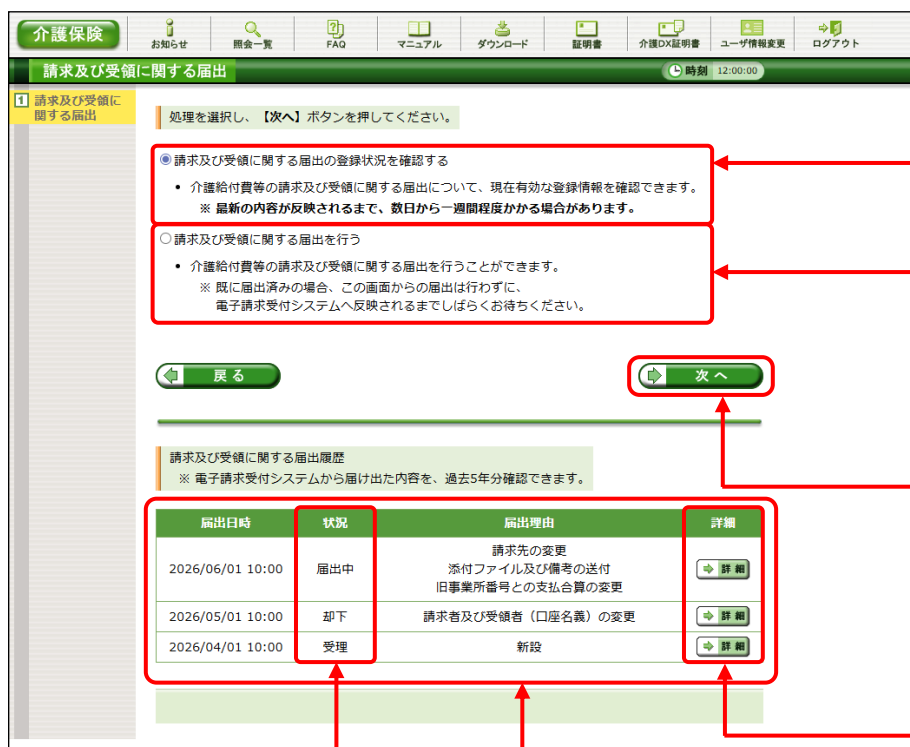 介護保険
お知らせ
照会一覧
FAQ
マニュアル
ダウンロード
証明書
介護DX証明書
ユーザ情報変更
ログアウト
請求及び受領に関する届出
時刻 12:00:00
1 請求及び受領に
関する届出
処理を選択し、【次へ】ボタンを押してください。
請求及び受領に関する届出の登録状況を確認する
• 介護給付費等の請求及び受領に関する届出について、現在有効な登録情報を確認できます。
※ 最新の内容が反映されるまで、数日から一週間程度かかる場合があります。
請求及び受領に関する届出を行う
• 介護給付費等の請求及び受領に関する届出を行うことができます。
※ 既に届出済みの場合、この画面からの届出は行わずに、
電子請求受付システムへ反映されるまでしばらくお待ちください。
戻る
次へ
請求及び受領に関する届出履歴
※ 電子請求受付システムから届け出た内容を、過去5年分確認できます。
届出日時 状況 届出理由 詳細
請求先の変更
2026/06/01 10:00 届出中 添付ファイル及び備考の送付 詳細
旧事業所番号との支払合算の変更
2026/05/01 10:00 却下 請求者及び受領者（口座名義）の変更 詳細
2026/04/01 10:00 受理 新設 詳細